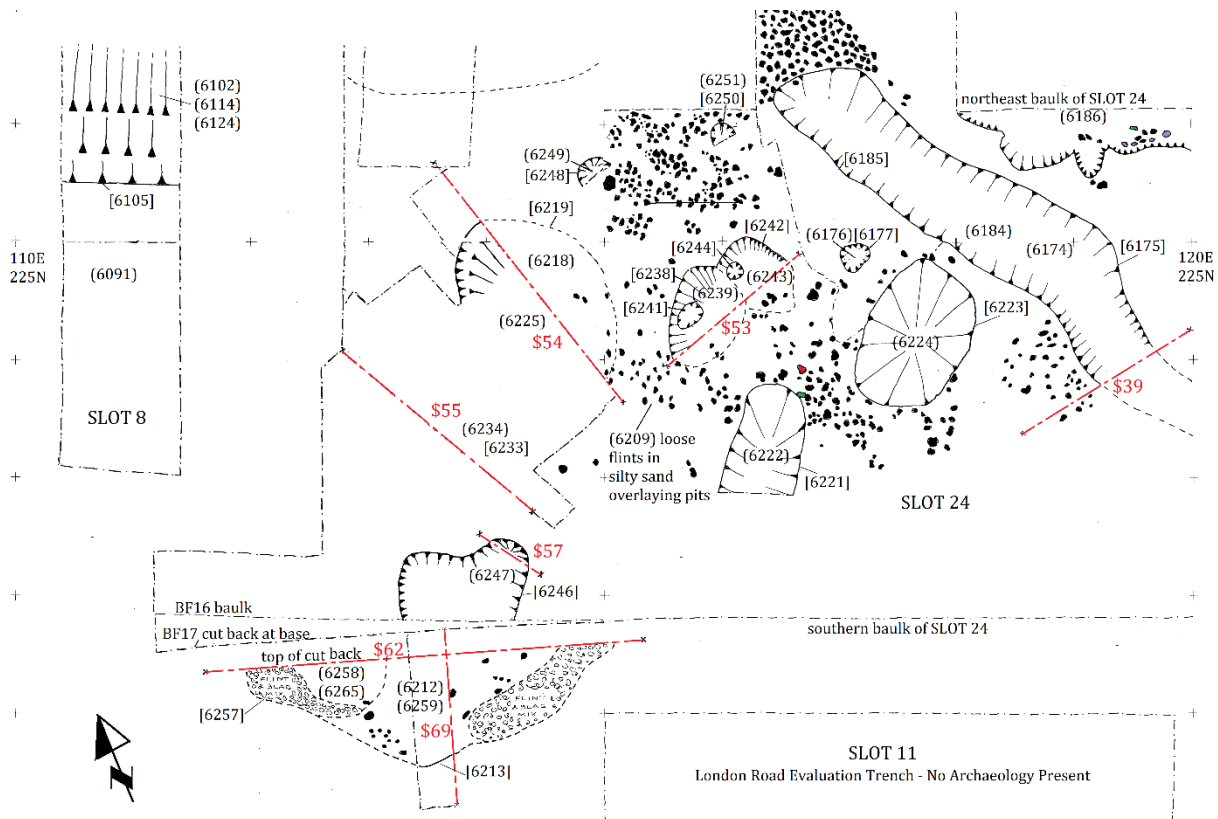 (6102)
(6114)
(6124)
[6105]
110E
225N
(6091)
SLOT 8
(6251)
[6250]
northeast baulk of SLOT 24
(6186)
(6249)
[6248]
[6185]
[6219]
[6242]
[6244]
(6176)
[6177]
(6184)
(6218)
[6238]
(6243)
(6174)
[6175]
120E
225N
(6239)
[6241]
(6225)
$53
[6223]
$54
(6224)
$39
$55
(6234)
[6233]
(6209) loose
flints in
silty sand
overlaying pits
(6222)
[6221]
SLOT 24
$57
(6247)
[6246]
BF16 baulk
BF17 cut back at base
southern baulk of SLOT 24
top of cut back
$62
(6258)
(6265)
(6212)
(6259)
FLINT
FLINT &
[6257]
$69
[6213]
N
SLOT 11
London Road Evaluation Trench - No Archaeology Present